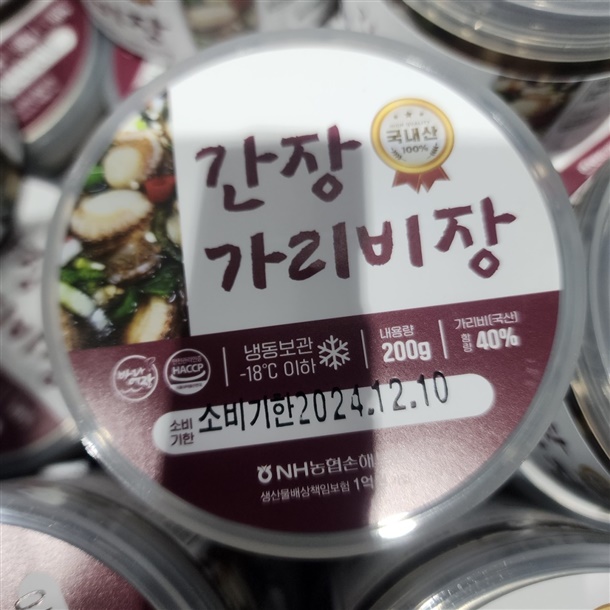 국내산
100%
간장
가리비장
냉동보관
-18℃ 이하
내용량
200g
가리비(국산)
함량 40%
HACCP
소비
기한
소비기한2024.12.10
NH농협손해
생산물배상책임보험 1억